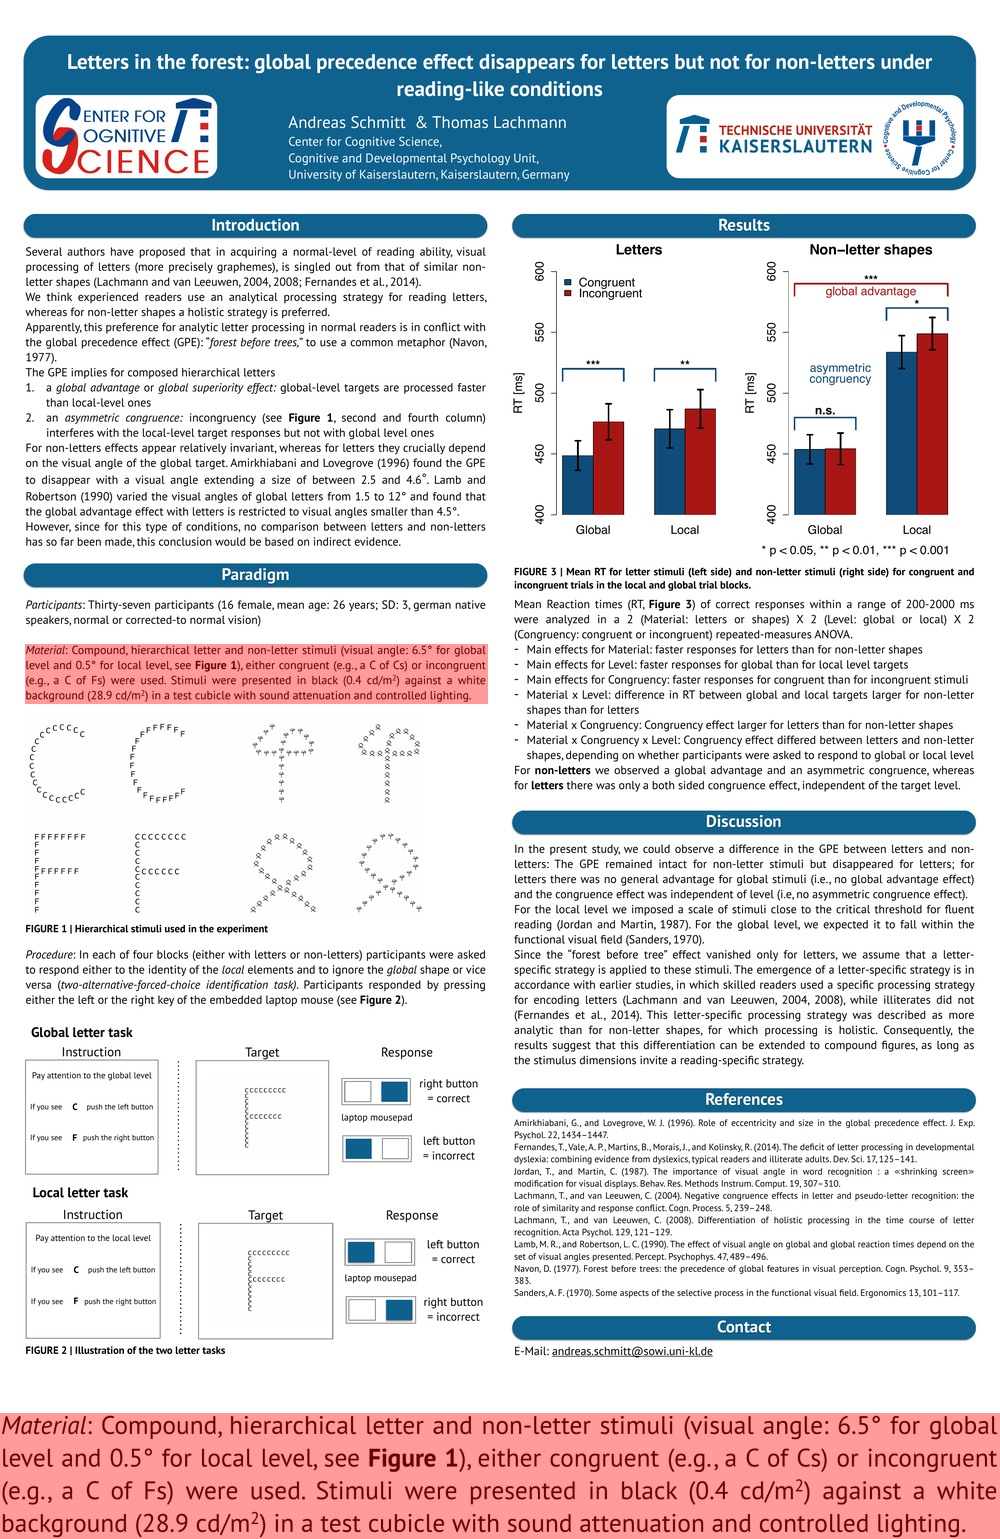 Letters in the forest: global precedence effect disappears for letters but not for non-letters under
reading-like conditions
CENTER FOR
COGNITIVE
SCIENCE
Andreas Schmitt & Thomas Lachmann
Center for Cognitive Science,
Cognitive and Developmental Psychology Unit,
University of Kaiserslautern, Kaiserslautern, Germany
TECHNISCHE UNIVERSITÄT
KAISERSLAUTERN
Cognitive and Developmental Psychology • Center for Cognitive Science •
Introduction
Several authors have proposed that in acquiring a normal-level of reading ability, visual
processing of letters (more precisely graphemes), is singled out from that of similar non-
letter shapes (Lachmann and van Leeuwen, 2004, 2008; Fernandes et al., 2014).
We think experienced readers use an analytical processing strategy for reading letters,
whereas for non-letter shapes a holistic strategy is preferred.
Apparently, this preference for analytic letter processing in normal readers is in conflict with
the global precedence effect (GPE): "forest before trees," to use a common metaphor (Navon,
1977).
The GPE implies for composed hierarchical letters
1. a global advantage or global superiority effect: global-level targets are processed faster
than local-level ones
2. an asymmetric congruence: incongruency (see Figure 1, second and fourth column)
interferes with the local-level target responses but not with global level ones
For non-letters effects appear relatively invariant, whereas for letters they crucially depend
on the visual angle of the global target. Amirkhiabani and Lovegrove (1996) found the GPE
to disappear with a visual angle extending a size of between 2.5 and 4.6°. Lamb and
Robertson (1990) varied the visual angles of global letters from 1.5 to 12° and found that
the global advantage effect with letters is restricted to visual angles smaller than 4.5°.
However, since for this type of conditions, no comparison between letters and non-letters
has so far been made, this conclusion would be based on indirect evidence.
Paradigm
Participants: Thirty-seven participants (16 female, mean age: 26 years; SD: 3, german native
speakers, normal or corrected-to normal vision)
Material: Compound, hierarchical letter and non-letter stimuli (visual angle: 6.5° for global
level and 0.5° for local level, see Figure 1), either congruent (e.g., a C of Cs) or incongruent
(e.g., a C of Fs) were used. Stimuli were presented in black (0.4 cd/m²) against a white
background (28.9 cd/m²) in a test cubicle with sound attenuation and controlled lighting.
FIGURE 1 | Hierarchical stimuli used in the experiment
Procedure: In each of four blocks (either with letters or non-letters) participants were asked
to respond either to the identity of the local elements and to ignore the global shape or vice
versa (two-alternative-forced-choice identification task). Participants responded by pressing
either the left or the right key of the embedded laptop mouse (see Figure 2).
Global letter task
Instruction Target Response
Pay attention to the global level
If you see C push the left button
If you see F push the right button
right button
= correct
laptop mousepad
left button
= incorrect
Local letter task
Instruction Target Response
Pay attention to the local level
If you see C push the left button
If you see F push the right button
left button
= correct
laptop mousepad
right button
= incorrect
FIGURE 2 | Illustration of the two letter tasks
Results
Letters Non−letter shapes
Congruent
Incongruent
RT [ms]
600
550
500
450
400
*** **
Global Local
RT [ms]
600
550
500
450
400
***
global advantage
*
asymmetric
congruency
n.s.
Global Local
* p < 0.05, ** p < 0.01, *** p < 0.001
FIGURE 3 | Mean RT for letter stimuli (left side) and non-letter stimuli (right side) for congruent and
incongruent trials in the local and global trial blocks.
Mean Reaction times (RT, Figure 3) of correct responses within a range of 200-2000 ms
were analyzed in a 2 (Material: letters or shapes) X 2 (Level: global or local) X 2
(Congruency: congruent or incongruent) repeated-measures ANOVA.
- Main effects for Material: faster responses for letters than for non-letter shapes
- Main effects for Level: faster responses for global than for local level targets
- Main effects for Congruency: faster responses for congruent than for incongruent stimuli
- Material x Level: difference in RT between global and local targets larger for non-letter
shapes than for letters
- Material x Congruency: Congruency effect larger for letters than for non-letter shapes
- Material x Congruency x Level: Congruency effect differed between letters and non-letter
shapes, depending on whether participants were asked to respond to global or local level
For non-letters we observed a global advantage and an asymmetric congruence, whereas
for letters there was only a both sided congruence effect, independent of the target level.
Discussion
In the present study, we could observe a difference in the GPE between letters and non-
letters: The GPE remained intact for non-letter stimuli but disappeared for letters; for
letters there was no general advantage for global stimuli (i.e., no global advantage effect)
and the congruence effect was independent of level (i.e, no asymmetric congruence effect).
For the local level we imposed a scale of stimuli close to the critical threshold for fluent
reading (Jordan and Martin, 1987). For the global level, we expected it to fall within the
functional visual field (Sanders, 1970).
Since the "forest before tree" effect vanished only for letters, we assume that a letter-
specific strategy is applied to these stimuli. The emergence of a letter-specific strategy is in
accordance with earlier studies, in which skilled readers used a specific processing strategy
for encoding letters (Lachmann and van Leeuwen, 2004, 2008), while illiterates did not
(Fernandes et al., 2014). This letter-specific processing strategy was described as more
analytic than for non-letter shapes, for which processing is holistic. Consequently, the
results suggest that this differentiation can be extended to compound figures, as long as
the stimulus dimensions invite a reading-specific strategy.
References
Amirkhiabani, G., and Lovegrove, W. J. (1996). Role of eccentricity and size in the global precedence effect. J. Exp.
Psychol. 22, 1434–1447.
Fernandes, T., Vale, A. P., Martins, B., Morais, J., and Kolinsky, R. (2014). The deficit of letter processing in developmental
dyslexia: combining evidence from dyslexics, typical readers and illiterate adults. Dev. Sci. 17, 125–141.
Jordan, T., and Martin, C. (1987). The importance of visual angle in word recognition : a «shrinking screen»
modification for visual displays. Behav. Res. Methods Instrum. Comput. 19, 307–310.
Lachmann, T., and van Leeuwen, C. (2004). Negative congruence effects in letter and pseudo-letter recognition: the
role of similarity and response conflict. Cogn. Process. 5, 239–248.
Lachmann, T., and van Leeuwen, C. (2008). Differentiation of holistic processing in the time course of letter
recognition. Acta Psychol. 129, 121–129.
Lamb, M. R., and Robertson, L. C. (1990). The effect of visual angle on global and global reaction times depend on the
set of visual angles presented. Percept. Psychophys. 47, 489–496.
Navon, D. (1977). Forest before trees: the precedence of global features in visual perception. Cogn. Psychol. 9, 353–
383.
Sanders, A. F. (1970). Some aspects of the selective process in the functional visual field. Ergonomics 13, 101–117.
Contact
E-Mail: andreas.schmitt@sowi.uni-kl.de
Material: Compound, hierarchical letter and non-letter stimuli (visual angle: 6.5° for global
level and 0.5° for local level, see Figure 1), either congruent (e.g., a C of Cs) or incongruent
(e.g., a C of Fs) were used. Stimuli were presented in black (0.4 cd/m²) against a white
background (28.9 cd/m²) in a test cubicle with sound attenuation and controlled lighting.